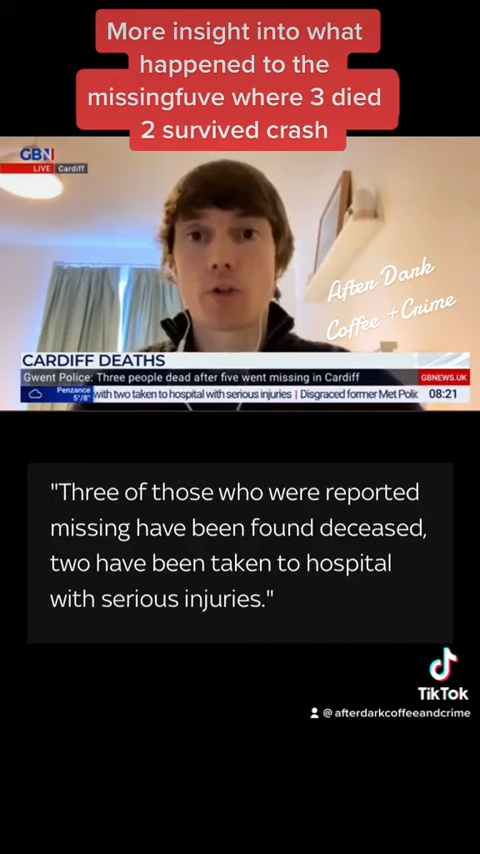 More insight into what
happened to the
missingfuve where 3 died
2 survived crash
GBN
LIVE Cardiff
After Dark
Coffee + Crime
CARDIFF DEATHS
Gwent Police: Three people dead after five went missing in Cardiff
GBNEWS.UK
Penzance
5°/8°
with two taken to hospital with serious injuries | Disgraced former Met Polic
08:21
"Three of those who were reported
missing have been found deceased,
two have been taken to hospital
with serious injuries."
TikTok
@afterdarkcoffeeandcrime